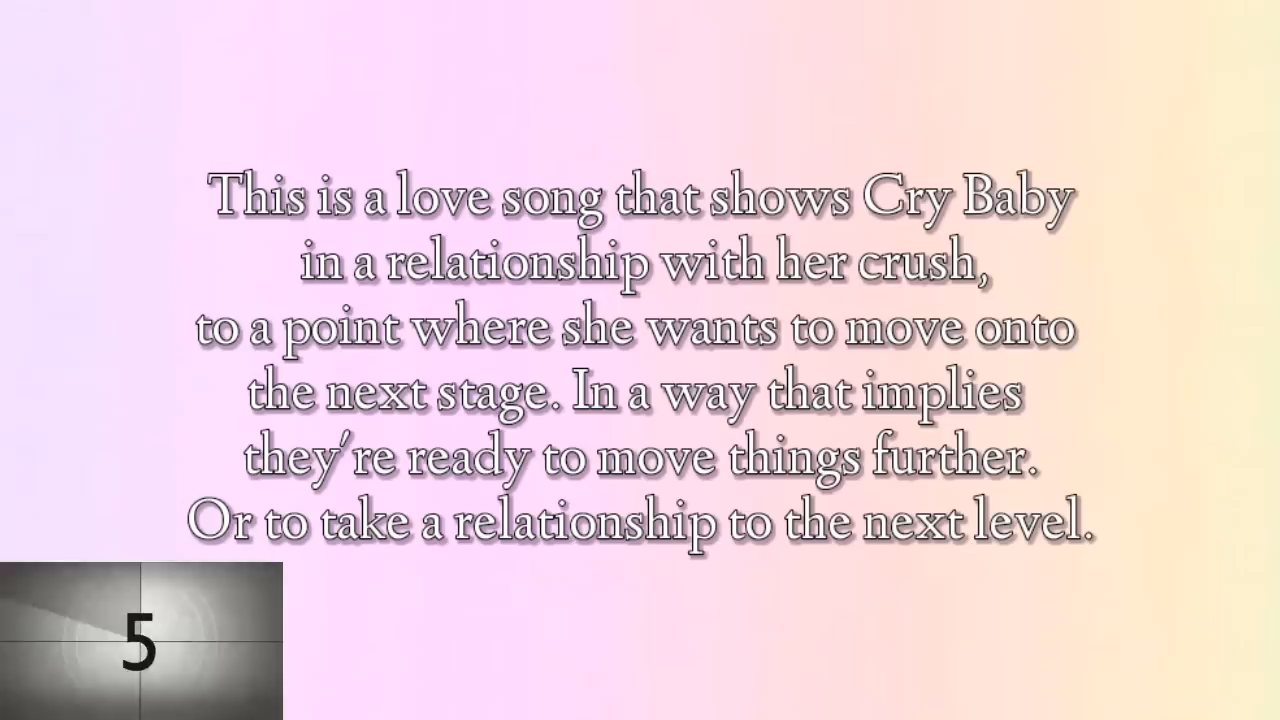 This is a love song that shows Cry Baby
in a relationship with her crush,
to a point where she wants to move onto
the next stage. In a way that implies
they're ready to move things further.
Or to take a relationship to the next level.
5